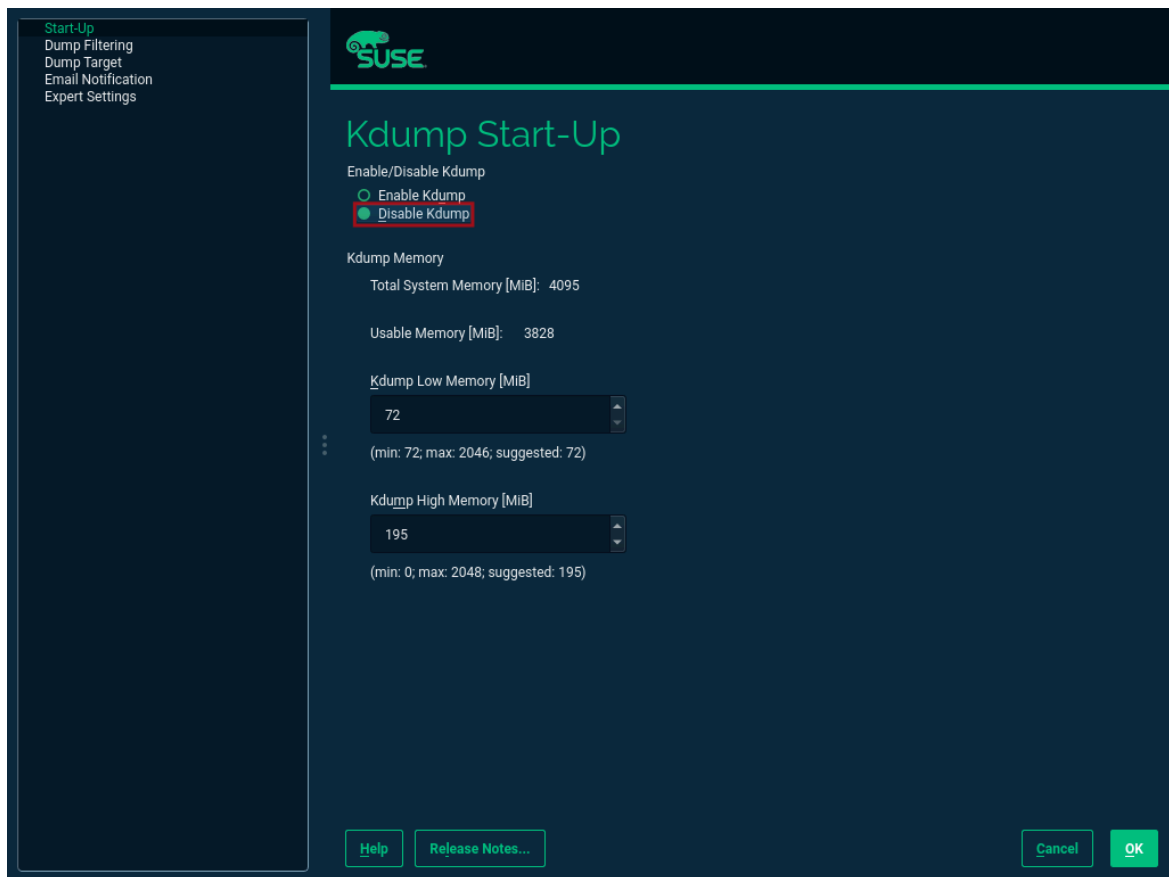 Start-Up
Dump Filtering
Dump Target
Email Notification
Expert Settings
SUSE
Kdump Start-Up
Enable/Disable Kdump
Enable Kdump
Disable Kdump
Kdump Memory
Total System Memory [MiB]: 4095
Usable Memory [MiB]: 3828
Kdump Low Memory [MiB]
72
(min: 72; max: 2046; suggested: 72)
Kdump High Memory [MiB]
195
(min: 0; max: 2048; suggested: 195)
Help Release Notes... Cancel OK